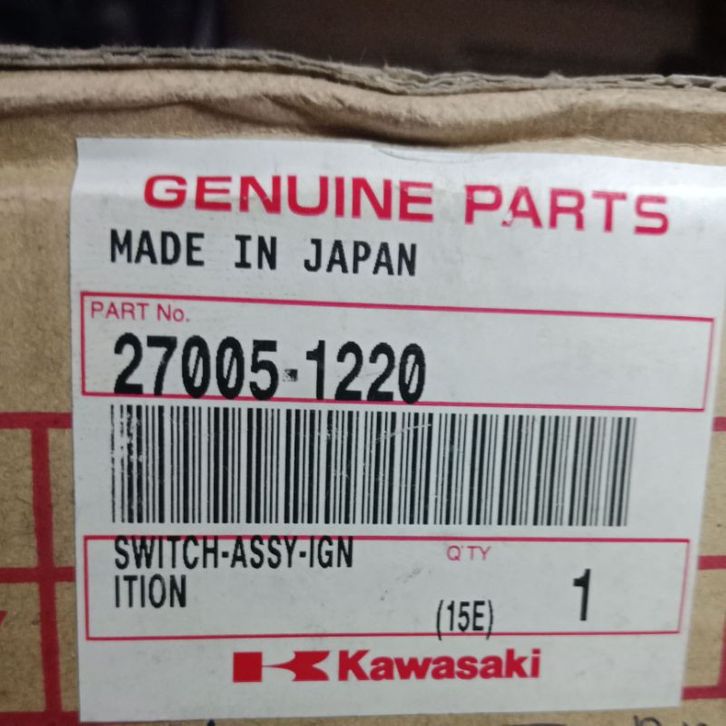 GENUINE PARTS
MADE IN JAPAN
PART No.
27005-1220
SWITCH-ASSY-IGN
ITION
Q'TY
(15E)
1
Kawasaki